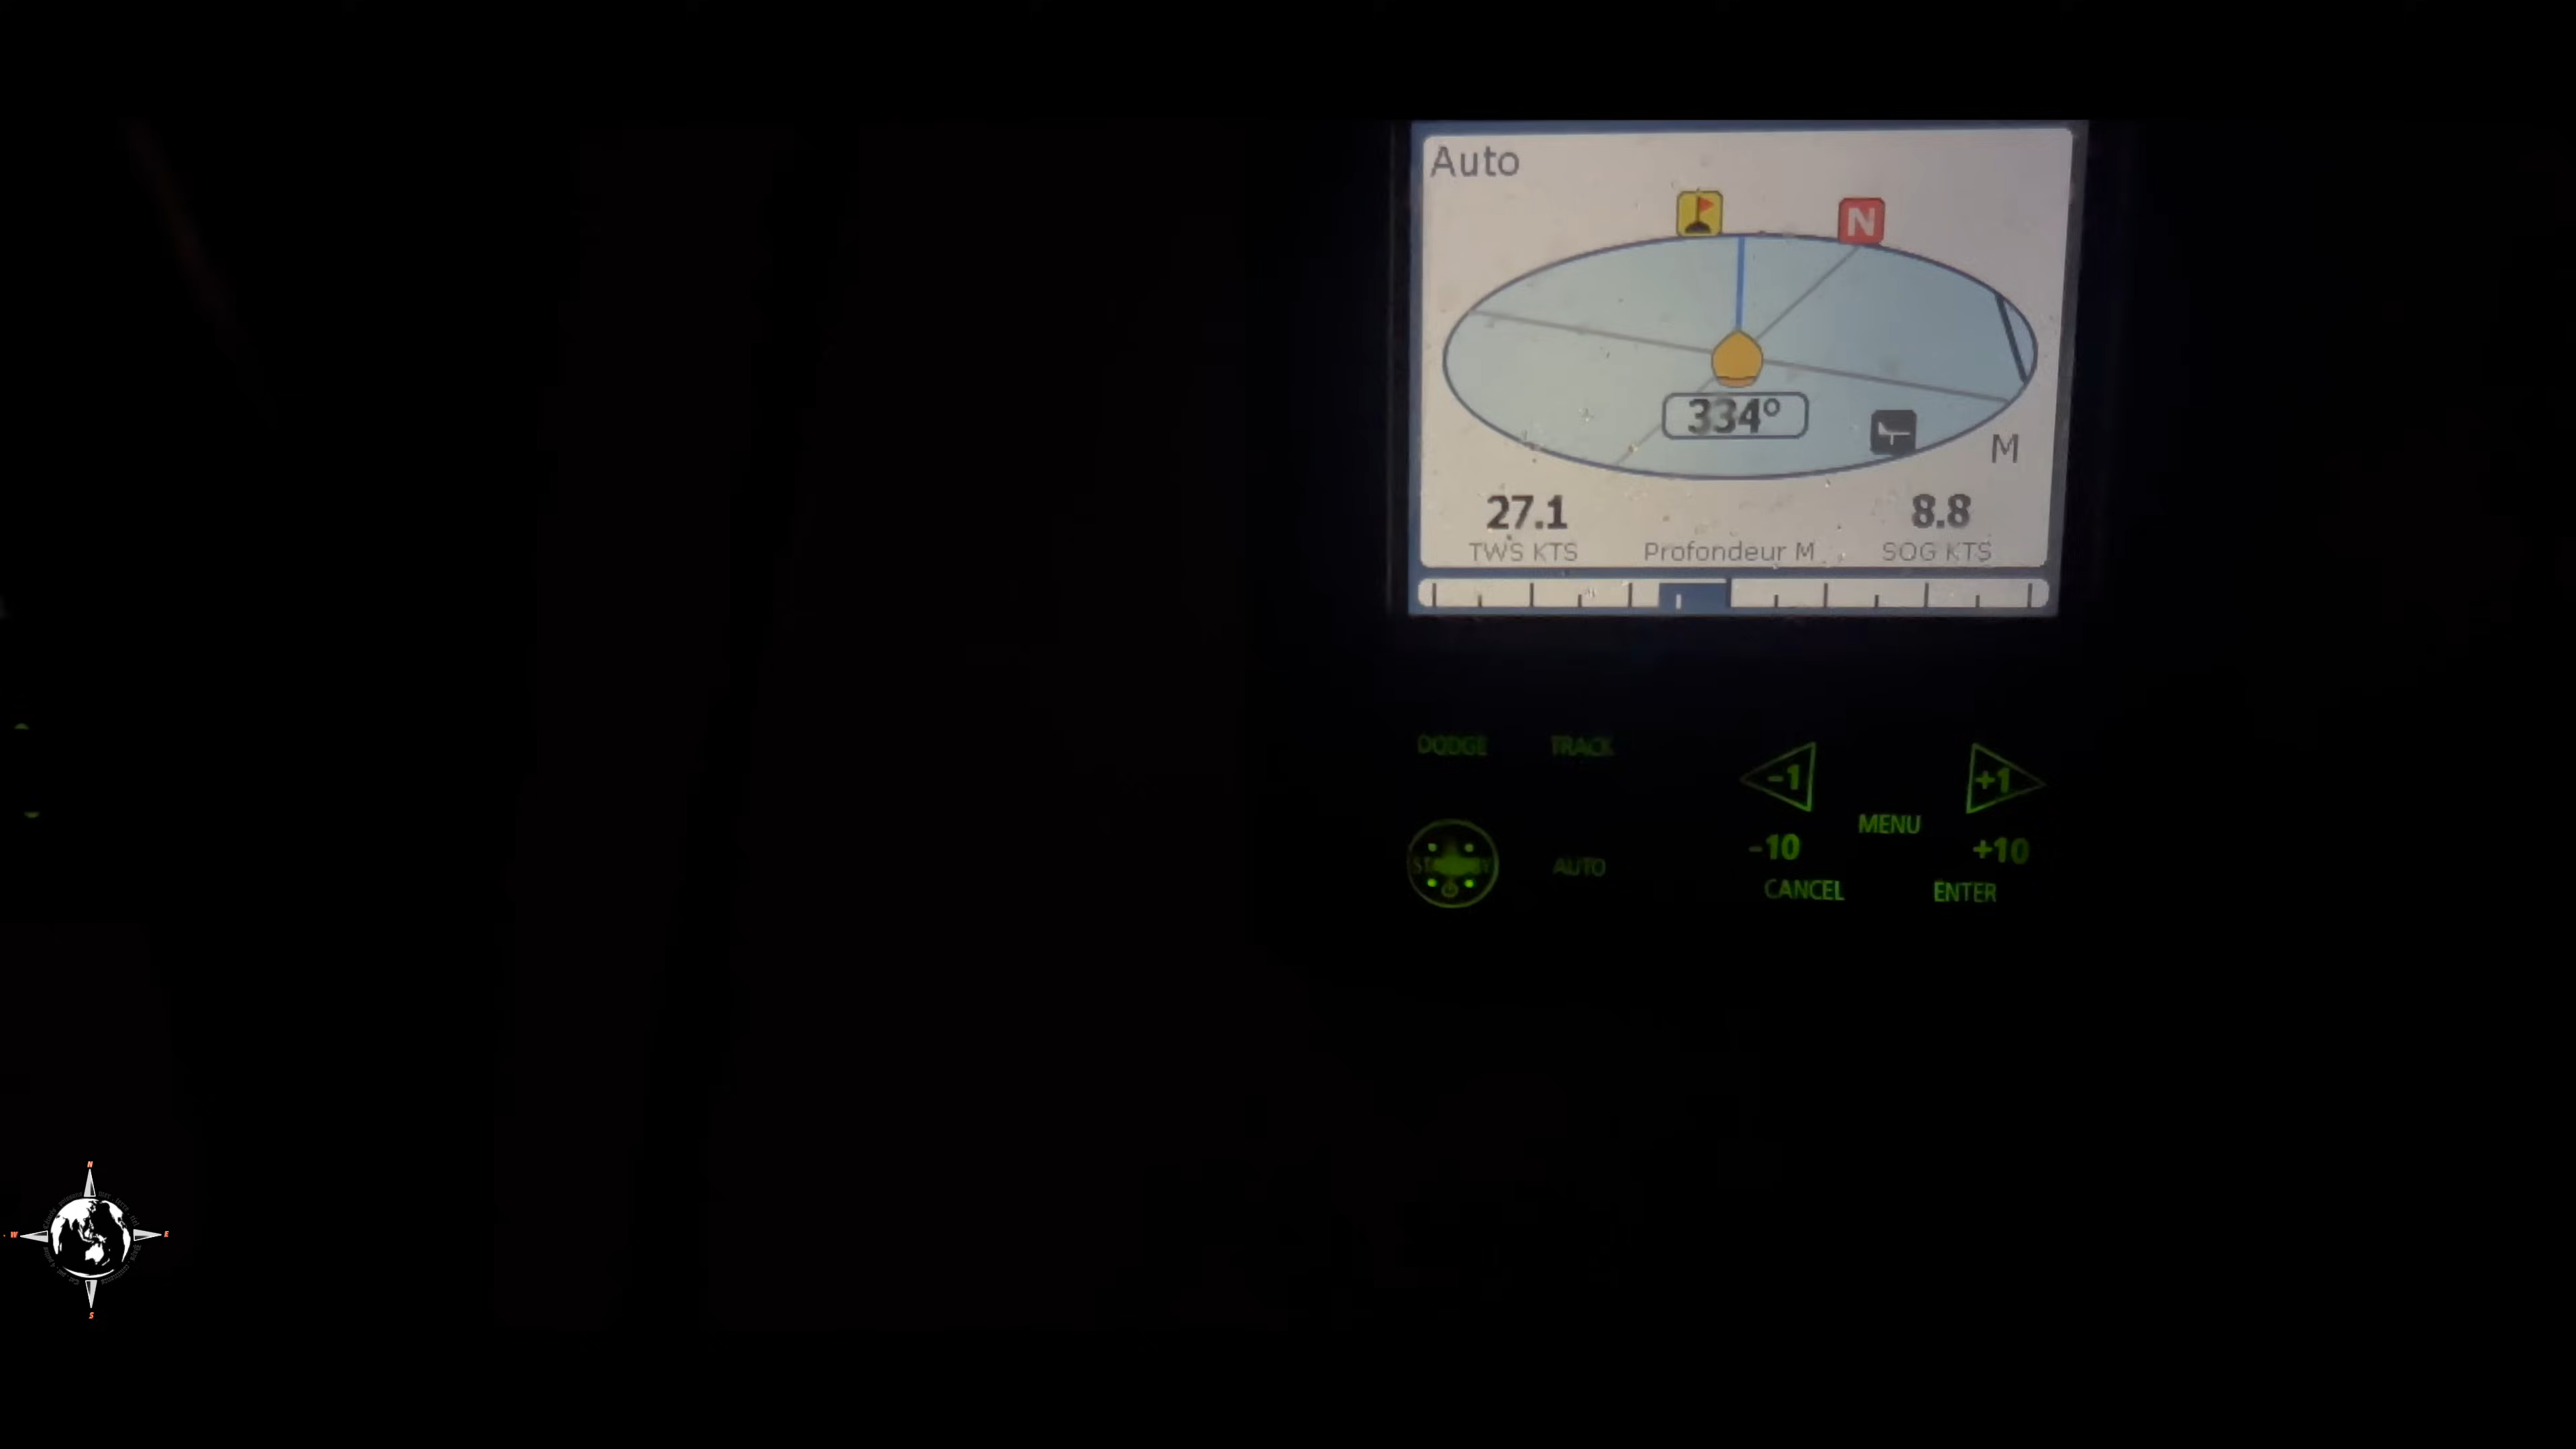 Auto
N
334°
M
27.1
8.8
TWS KTS
Profondeur M
SOG KTS
DODGE
TRACK
-1
+1
MENU
-10
+10
STANDBY
AUTO
CANCEL
ENTER
N
W
E
S